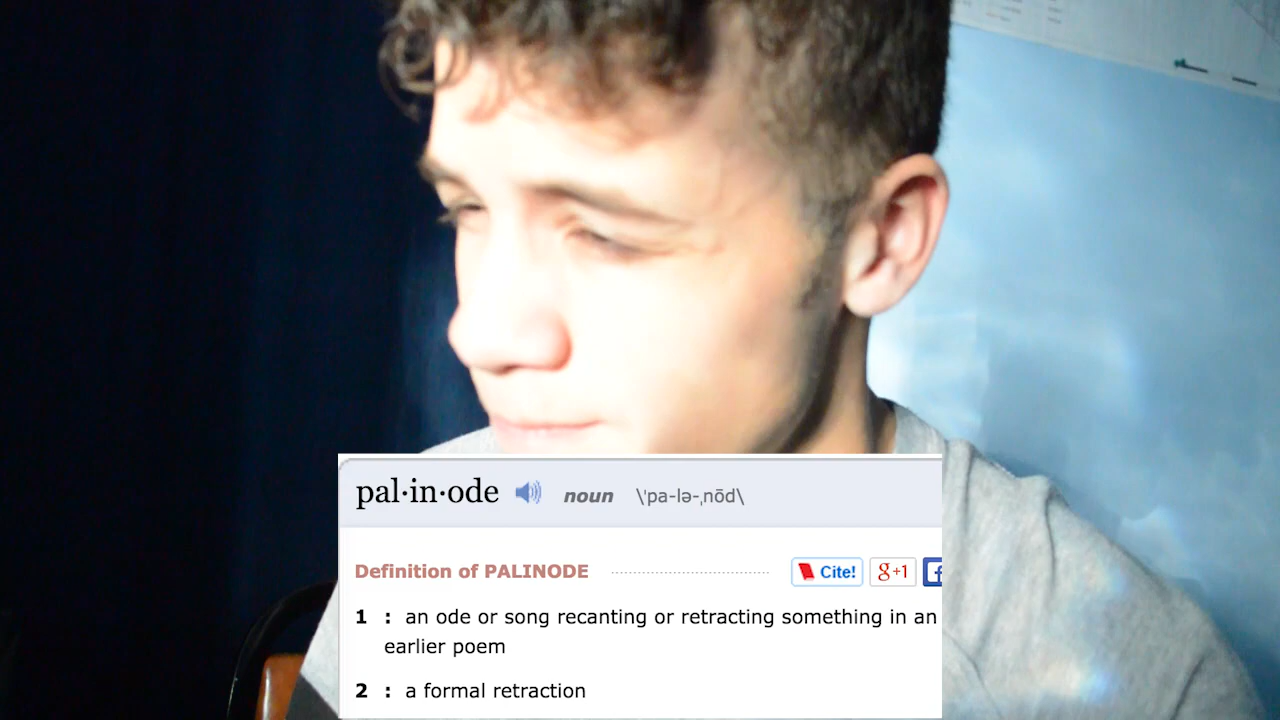 pal·in·ode noun \ˈpa-lə-ˌnōd\
Definition of PALINODE Cite! g+1 f
1 : an ode or song recanting or retracting something in an
earlier poem
2 : a formal retraction